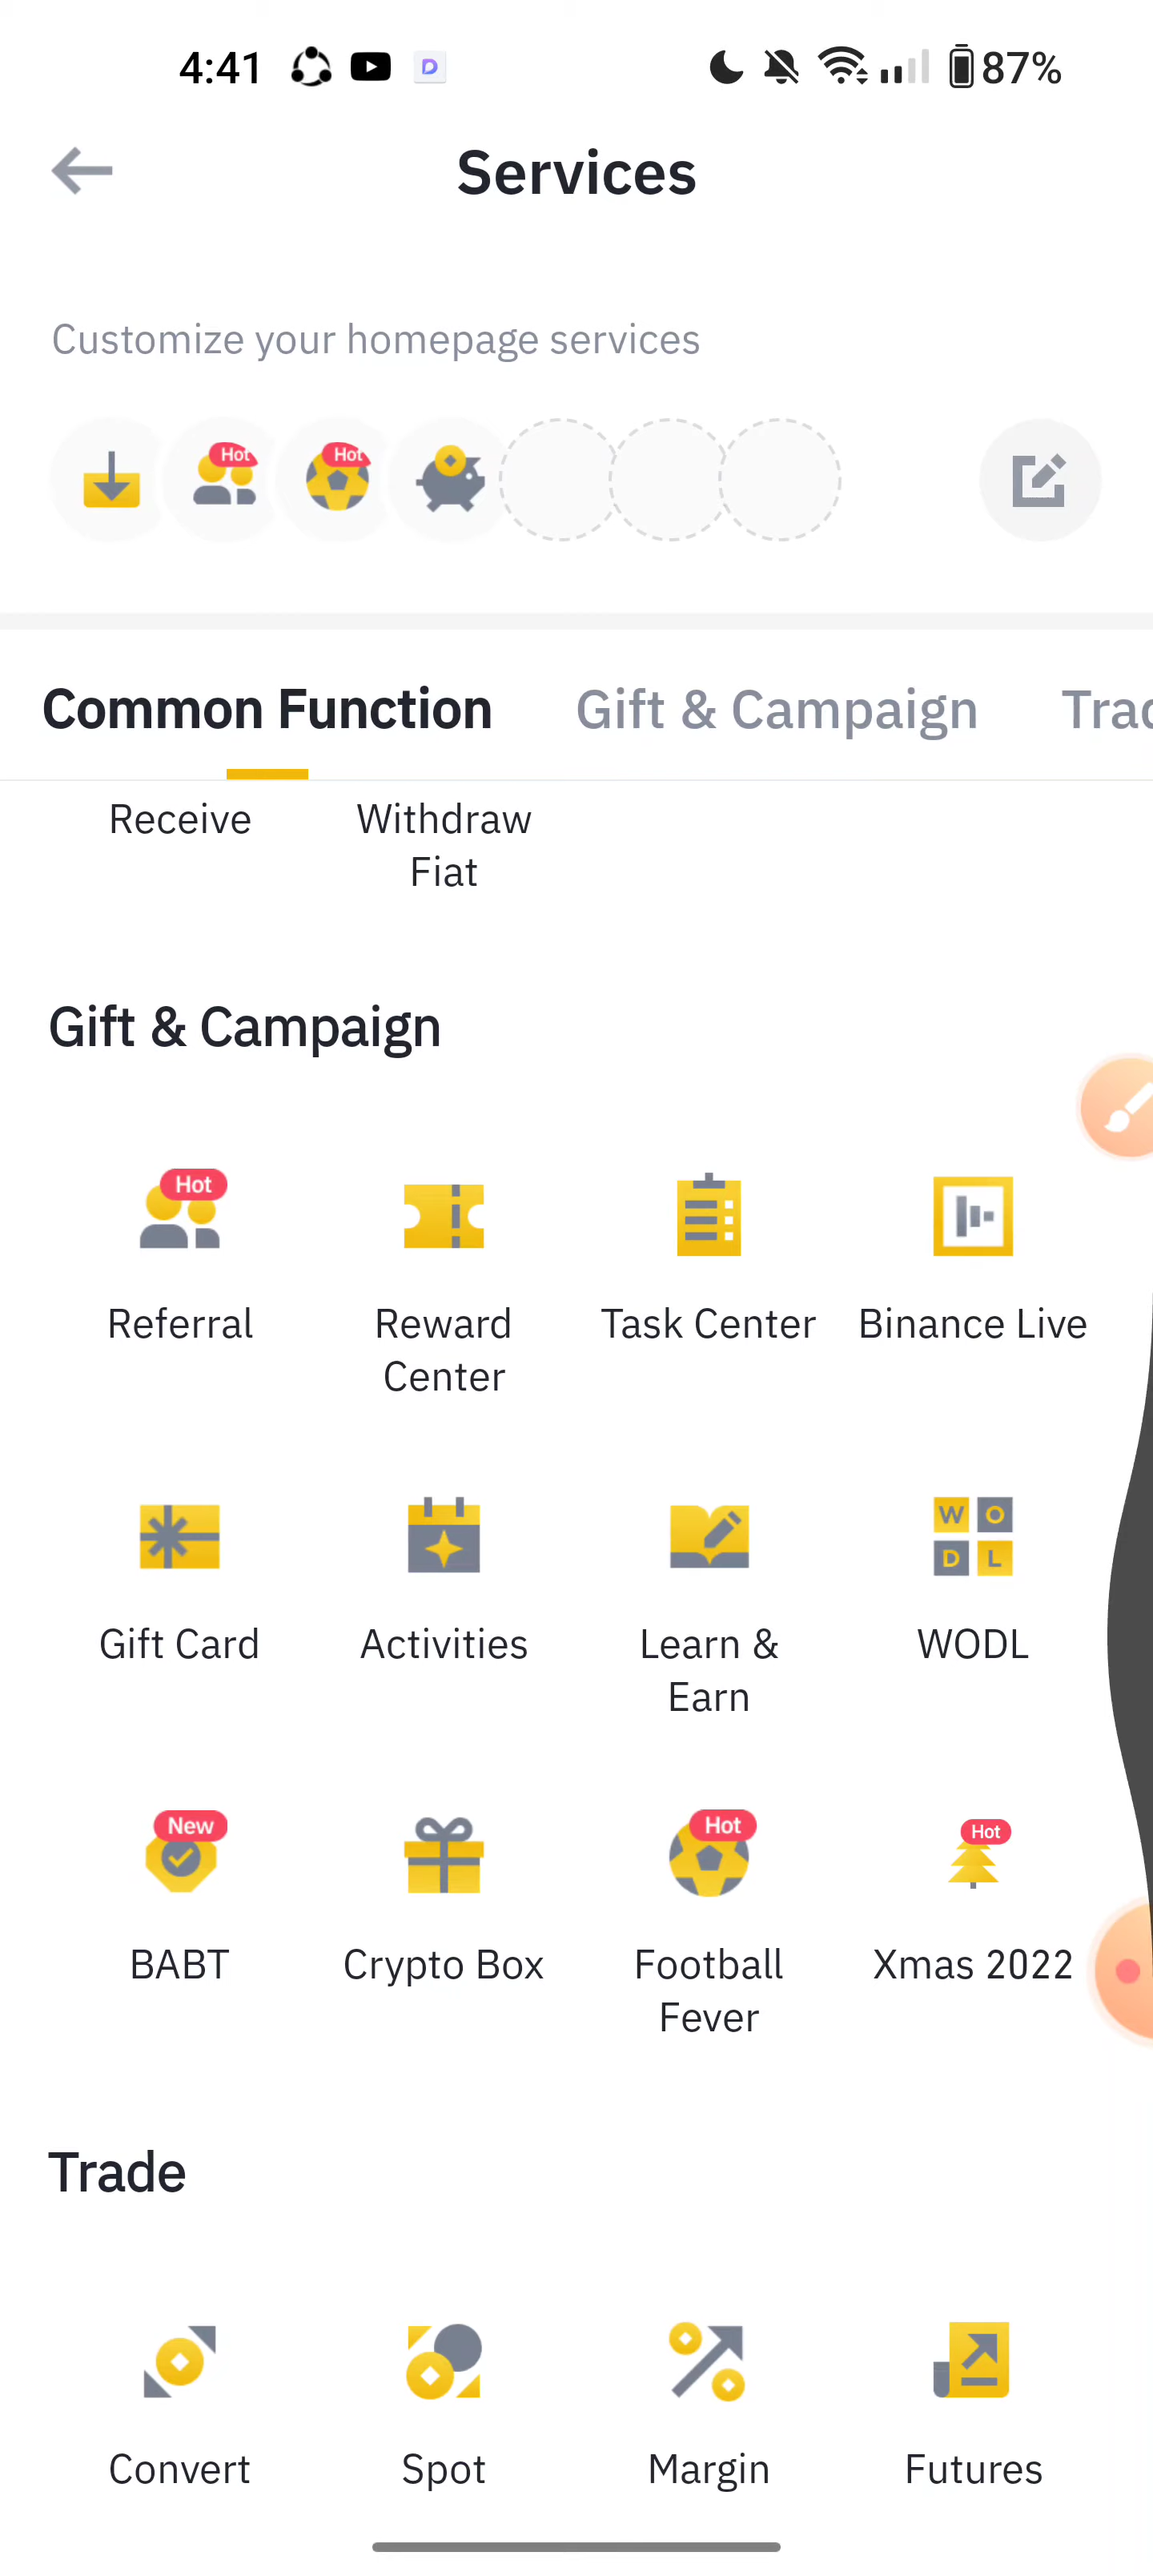 4:41 87%
Services
Customize your homepage services
Hot Hot
Common Function Gift & Campaign Trad
Receive Withdraw
Fiat
Gift & Campaign
Hot
Referral Reward Task Center Binance Live
Center
W O
D L
Gift Card Activities Learn & WODL
Earn
New Hot Hot
BABT Crypto Box Football Xmas 2022
Fever
Trade
Convert Spot Margin Futures